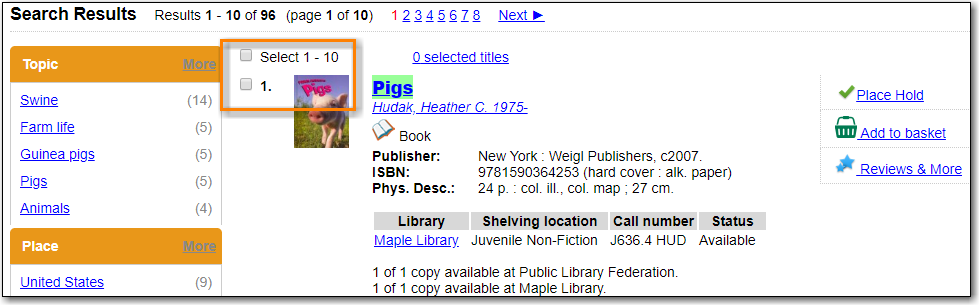 Search Results Results 1 - 10 of 96 (page 1 of 10) 1 2 3 4 5 6 7 8 Next ►
Topic More
Swine (14)
Farm life (5)
Guinea pigs (5)
Pigs (5)
Animals (4)
Place More
United States (9)
Select 1 - 10 0 selected titles
1.
Pigs
Pigs
Hudak, Heather C. 1975-
Book
Publisher: New York : Weigl Publishers, c2007.
ISBN: 9781590364253 (hard cover : alk. paper)
Phys. Desc.: 24 p. : col. ill., col. map ; 27 cm.
Library Shelving location Call number Status
Maple Library Juvenile Non-Fiction J636.4 HUD Available
1 of 1 copy available at Public Library Federation.
1 of 1 copy available at Maple Library.
Place Hold
Add to basket
Reviews & More